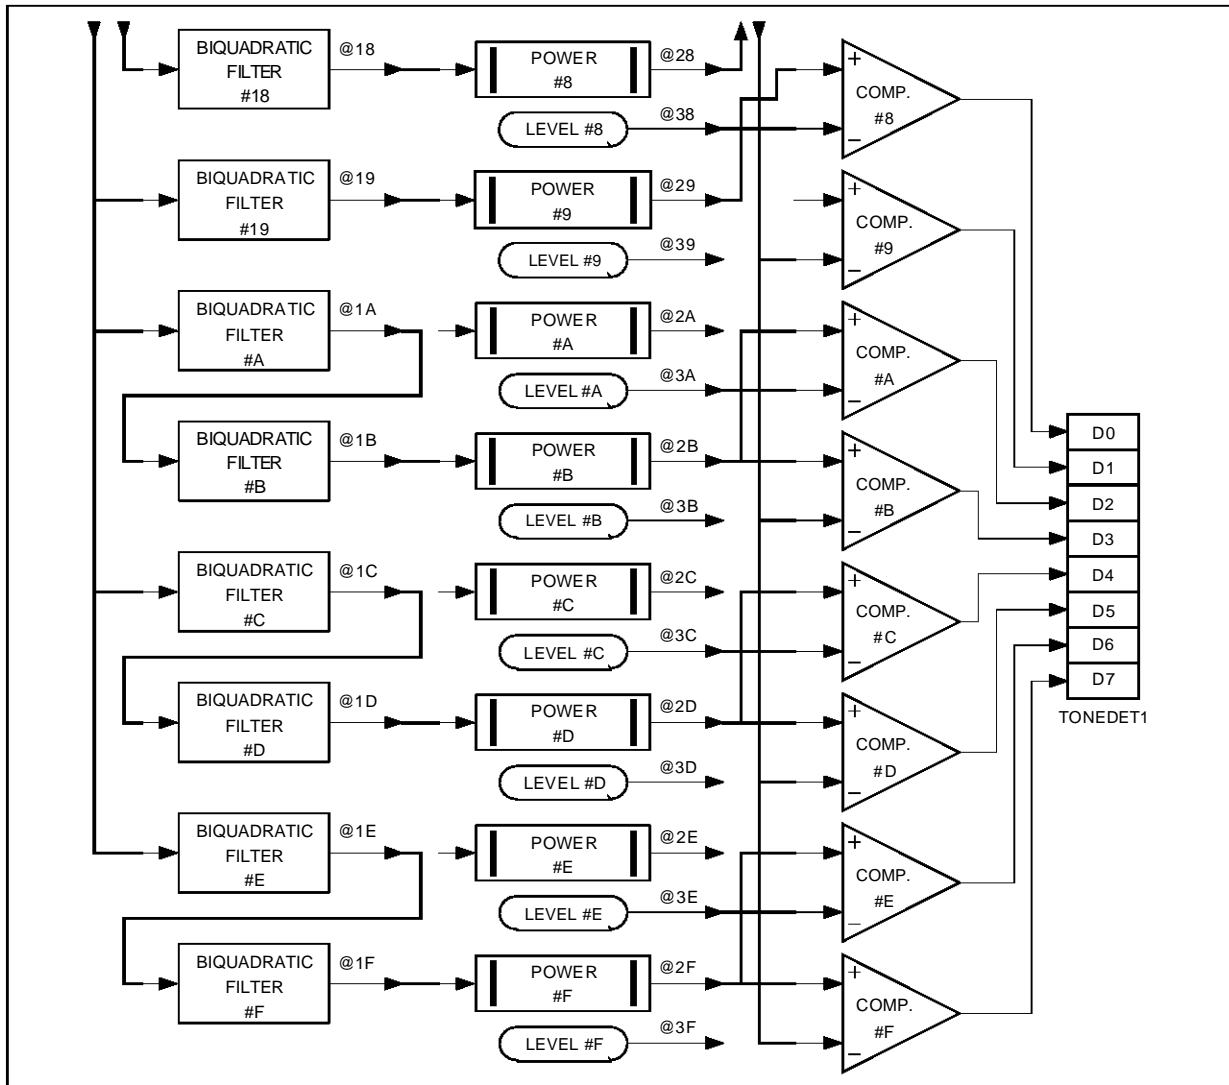 BIQUADRATIC
FILTER
#18
@18
POWER
#8
@28
LEVEL #8
@38
+
COMP.
#8
−
BIQUADRATIC
FILTER
#19
@19
POWER
#9
@29
LEVEL #9
@39
+
COMP.
#9
−
BIQUADRATIC
FILTER
#A
@1A
POWER
#A
@2A
LEVEL #A
@3A
+
COMP.
#A
−
BIQUADRATIC
FILTER
#B
@1B
POWER
#B
@2B
LEVEL #B
@3B
+
COMP.
#B
−
BIQUADRATIC
FILTER
#C
@1C
POWER
#C
@2C
LEVEL #C
@3C
+
COMP.
#C
−
BIQUADRATIC
FILTER
#D
@1D
POWER
#D
@2D
LEVEL #D
@3D
+
COMP.
#D
−
BIQUADRATIC
FILTER
#E
@1E
POWER
#E
@2E
LEVEL #E
@3E
+
COMP.
#E
−
BIQUADRATIC
FILTER
#F
@1F
POWER
#F
@2F
LEVEL #F
@3F
+
COMP.
#F
−
D0
D1
D2
D3
D4
D5
D6
D7
TONEDET1